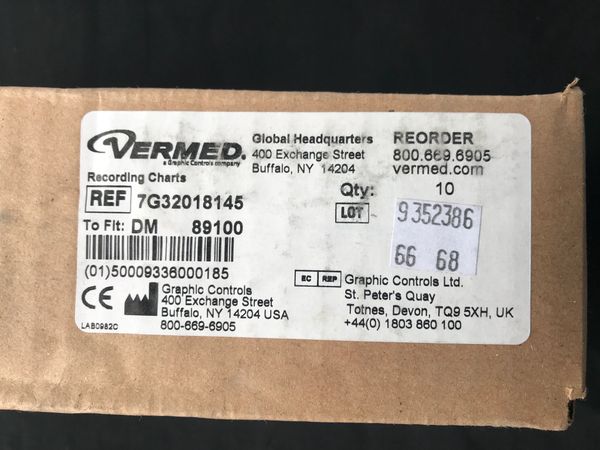 VERMED.
a Graphic Controls company
Global Headquarters
400 Exchange Street
Buffalo, NY 14204
REORDER
800.669.6905
vermed.com
Recording Charts
REF 7G32018145
Qty: 10
To Fit: DM 89100
LOT 9352386
66 68
(01)50009336000185
CE
Graphic Controls
400 Exchange Street
Buffalo, NY 14204 USA
800-669-6905
EC REP Graphic Controls Ltd.
St. Peter's Quay
Totnes, Devon, TQ9 5XH, UK
+44(0) 1803 860 100
LAB0982C